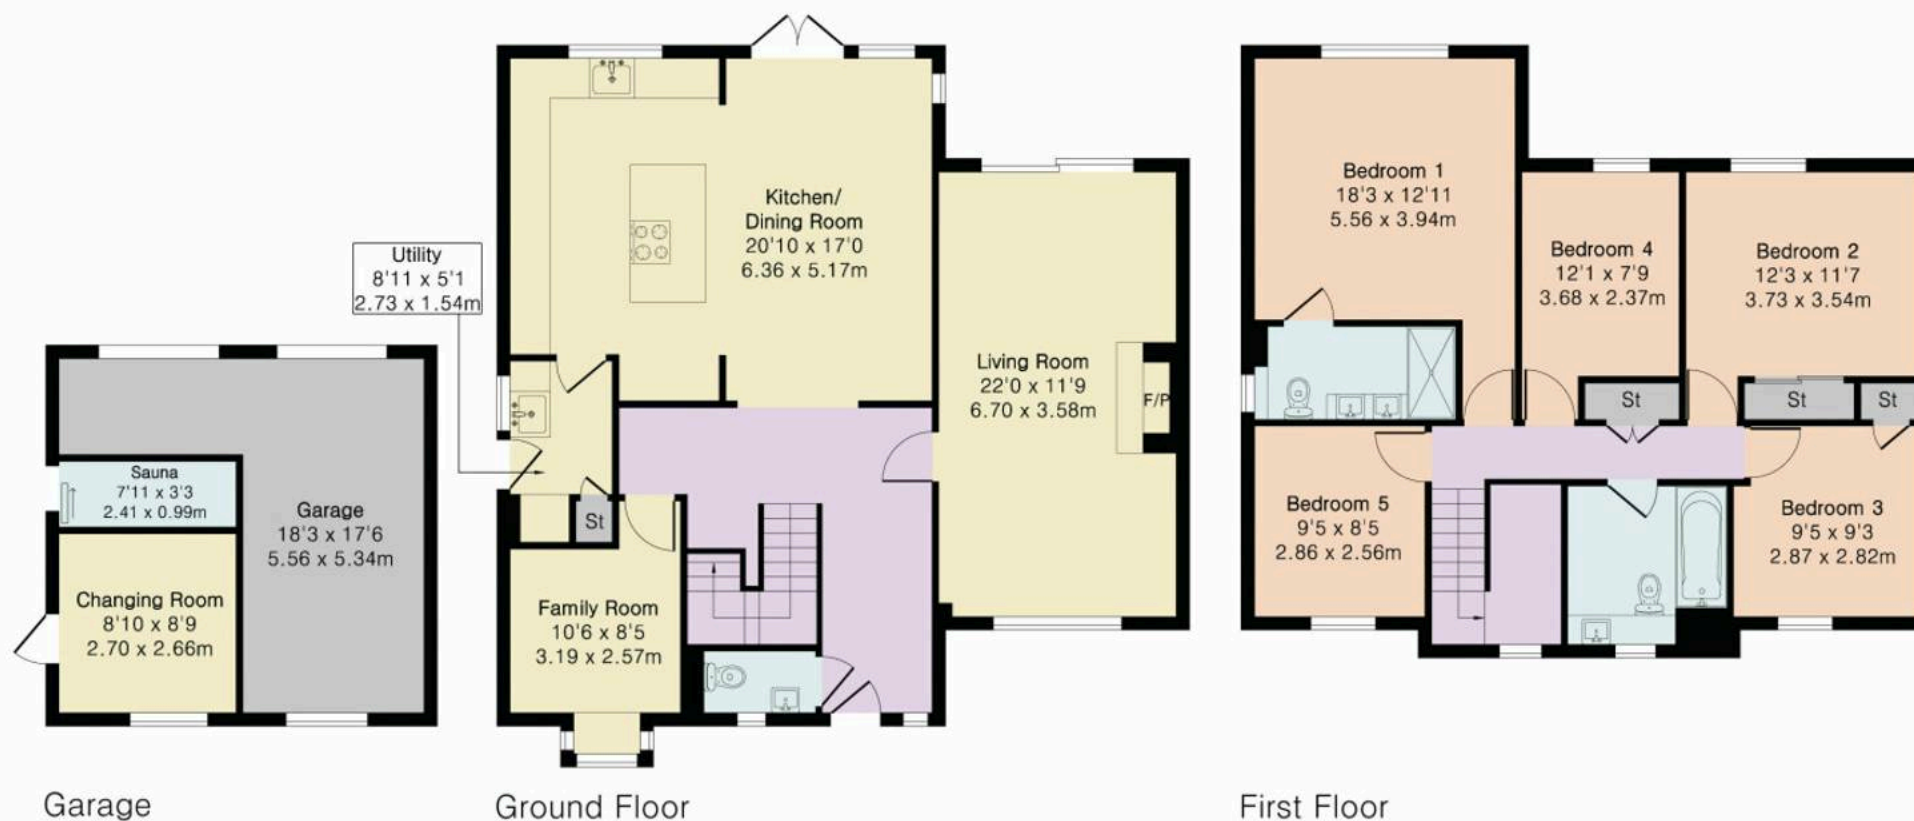 Sauna
7'11 x 3'3
2.41 x 0.99m
Garage
18'3 x 17'6
5.56 x 5.34m
Changing Room
8'10 x 8'9
2.70 x 2.66m
Garage
Utility
8'11 x 5'1
2.73 x 1.54m
Kitchen/
Dining Room
20'10 x 17'0
6.36 x 5.17m
Living Room
22'0 x 11'9
6.70 x 3.58m
F/P
St
Family Room
10'6 x 8'5
3.19 x 2.57m
Ground Floor
Bedroom 1
18'3 x 12'11
5.56 x 3.94m
Bedroom 4
12'1 x 7'9
3.68 x 2.37m
Bedroom 2
12'3 x 11'7
3.73 x 3.54m
St
St
St
Bedroom 5
9'5 x 8'5
2.86 x 2.56m
Bedroom 3
9'5 x 9'3
2.87 x 2.82m
First Floor